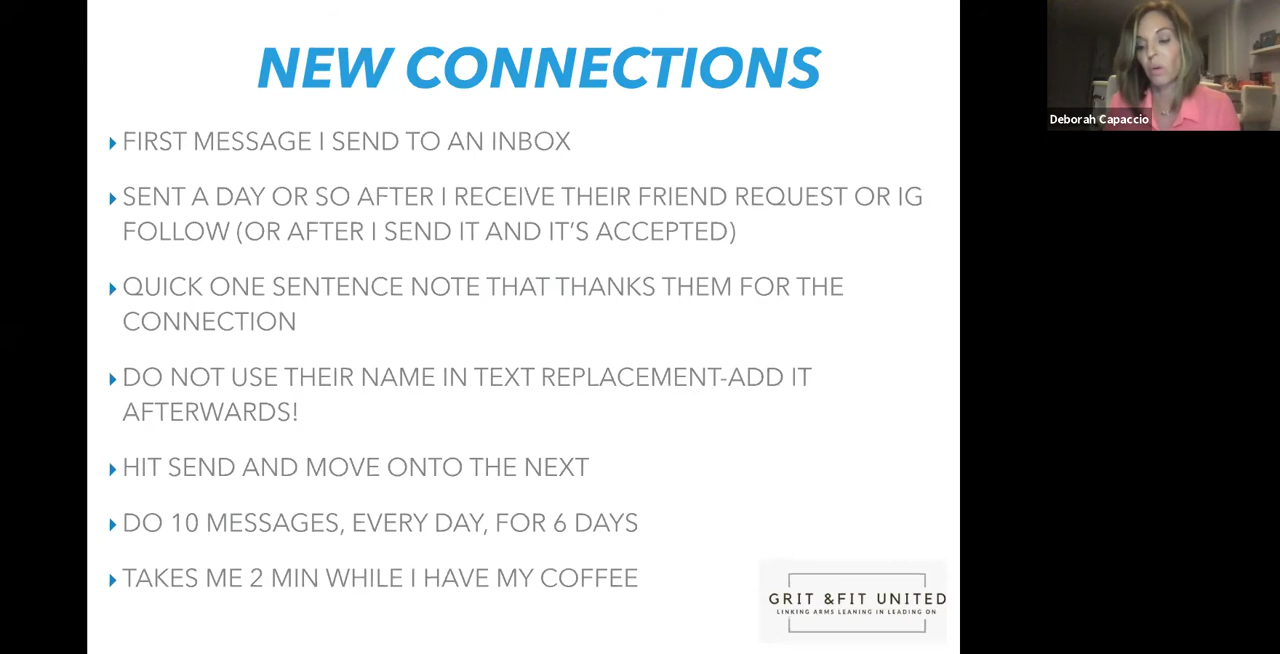 NEW CONNECTIONS
FIRST MESSAGE I SEND TO AN INBOX
SENT A DAY OR SO AFTER I RECEIVE THEIR FRIEND REQUEST OR IG
FOLLOW (OR AFTER I SEND IT AND IT'S ACCEPTED)
QUICK ONE SENTENCE NOTE THAT THANKS THEM FOR THE
CONNECTION
DO NOT USE THEIR NAME IN TEXT REPLACEMENT-ADD IT
AFTERWARDS!
HIT SEND AND MOVE ONTO THE NEXT
DO 10 MESSAGES, EVERY DAY, FOR 6 DAYS
TAKES ME 2 MIN WHILE I HAVE MY COFFEE
GRIT &FIT UNITED
LINKING ARMS LEANING IN LEADING ON
Deborah Capaccio